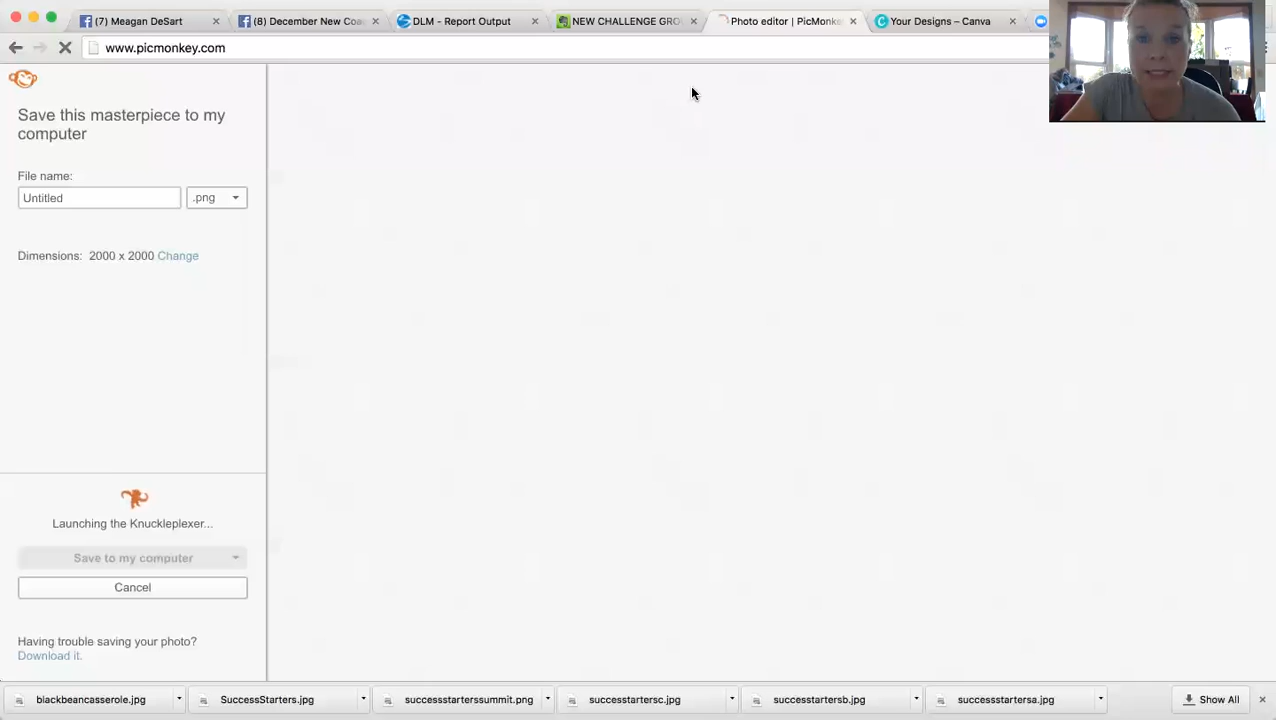 (7) Meagan DeSart
(8) December New Coa
DLM - Report Output
NEW CHALLENGE GRO
Photo editor | PicMonke
Your Designs – Canva
www.picmonkey.com
Save this masterpiece to my
computer
File name:
Untitled
.png
Dimensions: 2000 x 2000 Change
Launching the Knuckleplexer...
Save to my computer
Cancel
Having trouble saving your photo?
Download it.
blackbeancasserole.jpg
SuccessStarters.jpg
successstarterssummit.png
successtartersc.jpg
successtartersb.jpg
successtartersa.jpg
Show All